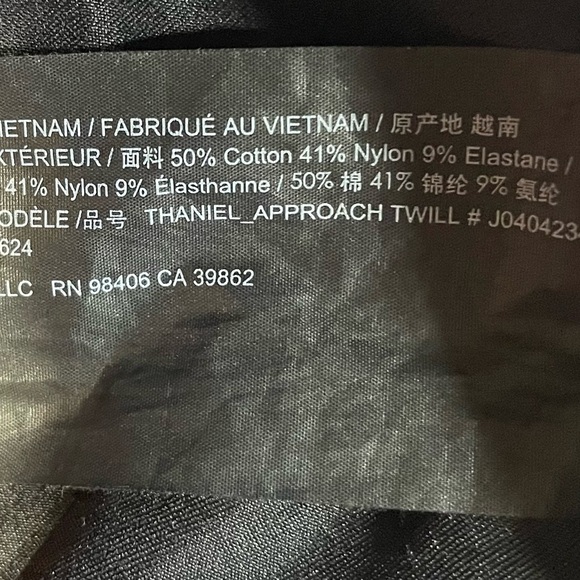 IETNAM / FABRIQUÉ AU VIETNAM / 原产地 越南
XTÉRIEUR / 面料 50% Cotton 41% Nylon 9% Elastane /
41% Nylon 9% Élasthanne / 50% 棉 41% 锦纶 9% 氨纶
ODÈLE /品号 THANIEL_APPROACH TWILL # J0404234
624
LLC RN 98406 CA 39862